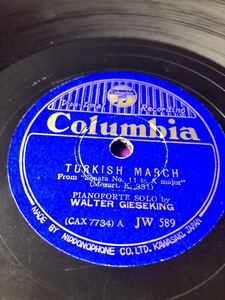 Viva-tonal Recording
Columbia
TURKISH MARCH
From "Sonata No. 11 in A major"
(Mozart, K. 331)
PIANOFORTE SOLO by
WALTER GIESEKING
(CAX 7734) A JW 589
MADE BY NIPPONOPHONE CO. LTD. KAWASAKI, JAPAN